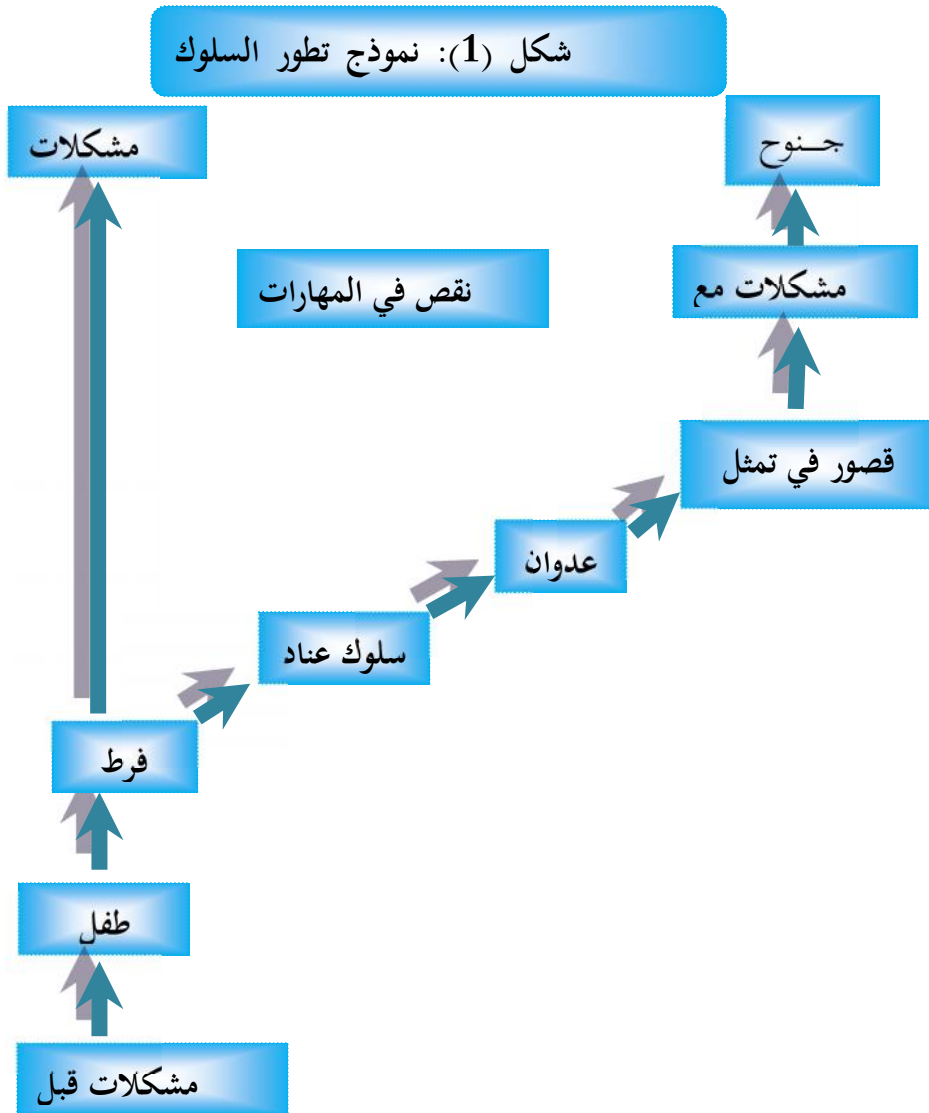 شكل (1): نموذج تطور السلوك
جـــنوح
مشكلات
مشكلات مع
نقص في المهارات
قصور في تمثل
عدوان
سلوك عناد
فرط
طفل
مشكلات قبل